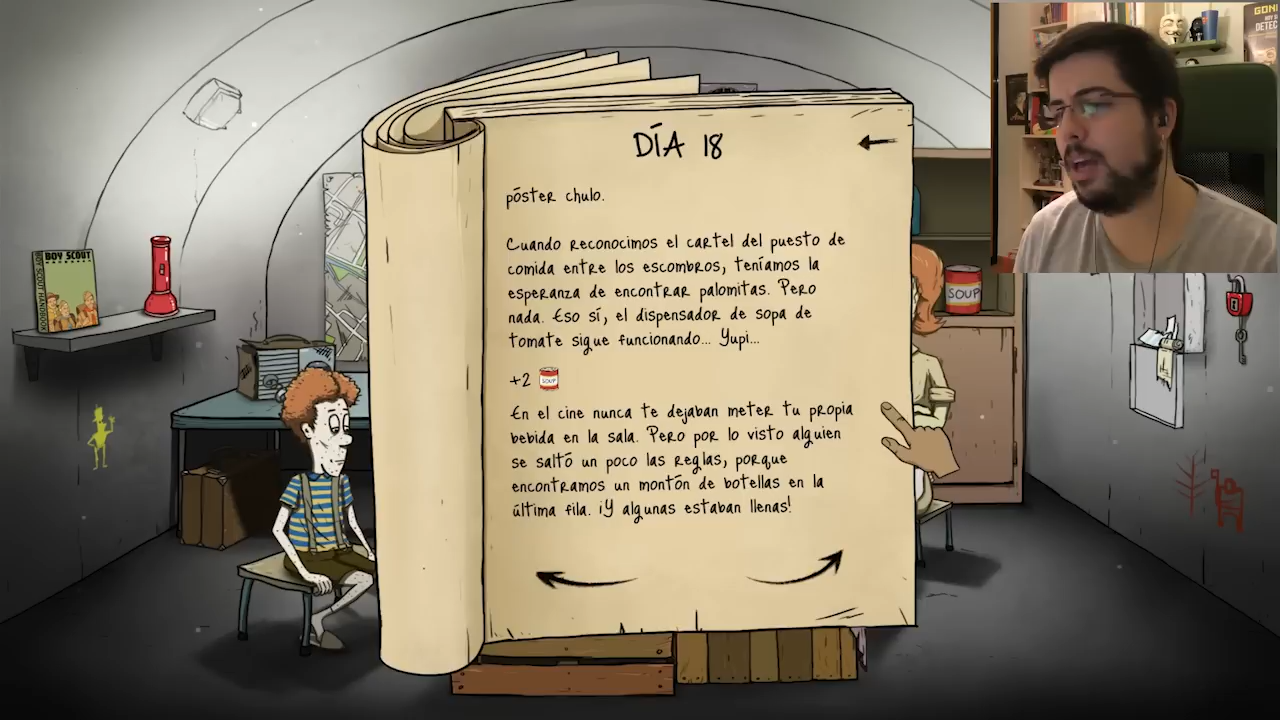 DÍA 18
póster chulo.
Cuando reconocimos el cartel del puesto de
comida entre los escombros, teníamos la
esperanza de encontrar palomitas. Pero
nada. Eso sí, el dispensador de sopa de
tomate sigue funcionando... Yupi...
+2
SOUP
En el cine nunca te dejaban meter tu propia
bebida en la sala. Pero por lo visto alguien
se saltó un poco las reglas, porque
encontramos un montón de botellas en la
última fila. ¡Y algunas estaban llenas!
BOY SCOUT
BOY SCOUT HANDBOOK
SOUP